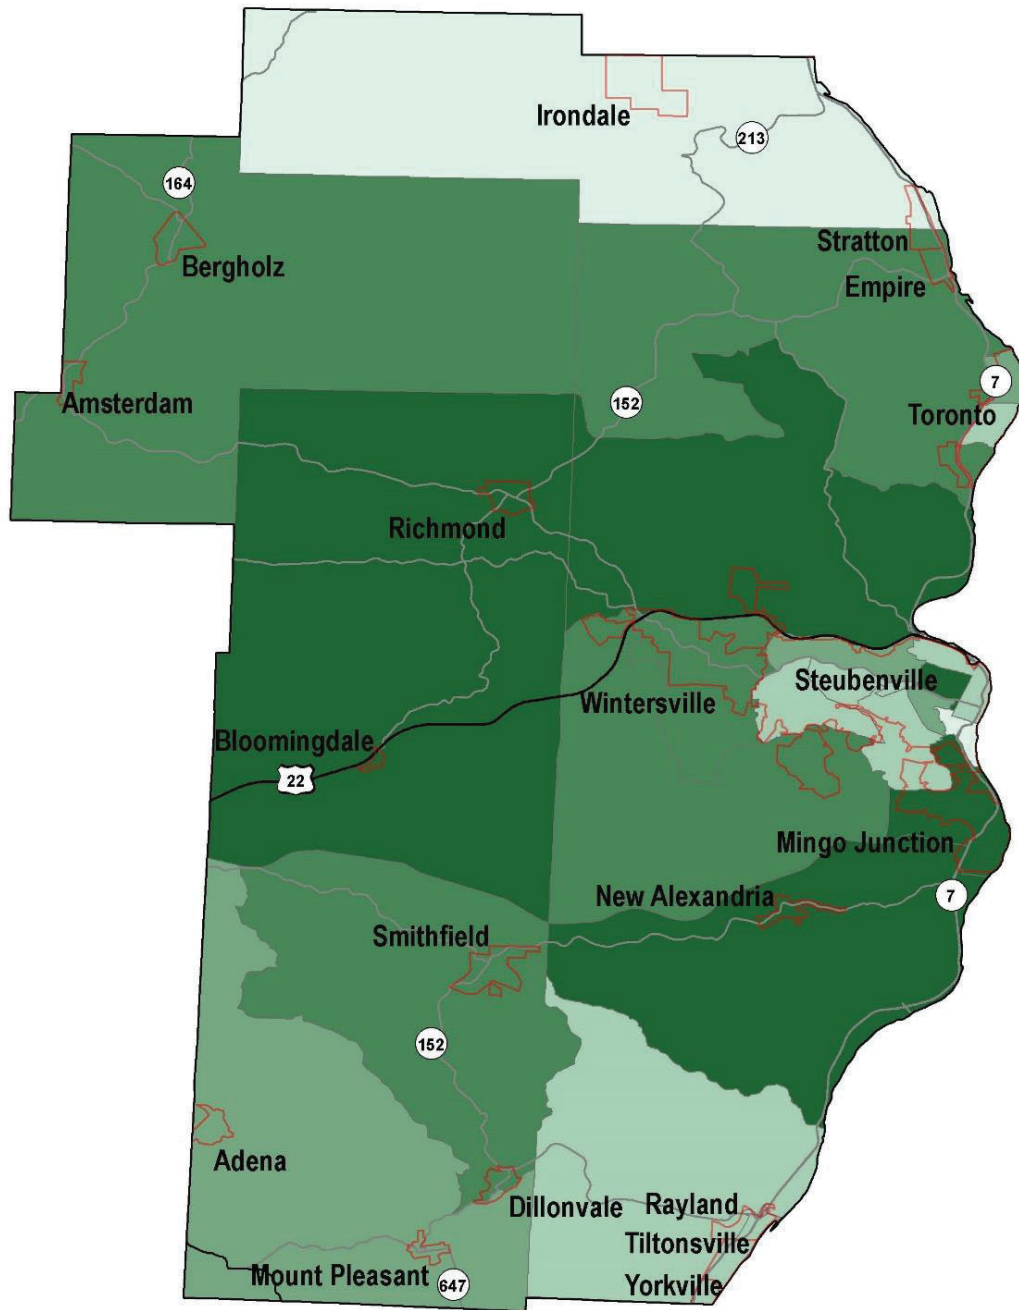 Irondale
213
164
Stratton
Bergholz
Empire
7
Amsterdam
152
Toronto
Richmond
Steubenville
Wintersville
Bloomingdale
22
Mingo Junction
New Alexandria
7
Smithfield
152
Adena
Dillonvale
Rayland
Tiltonsville
Mount Pleasant
647
Yorkville